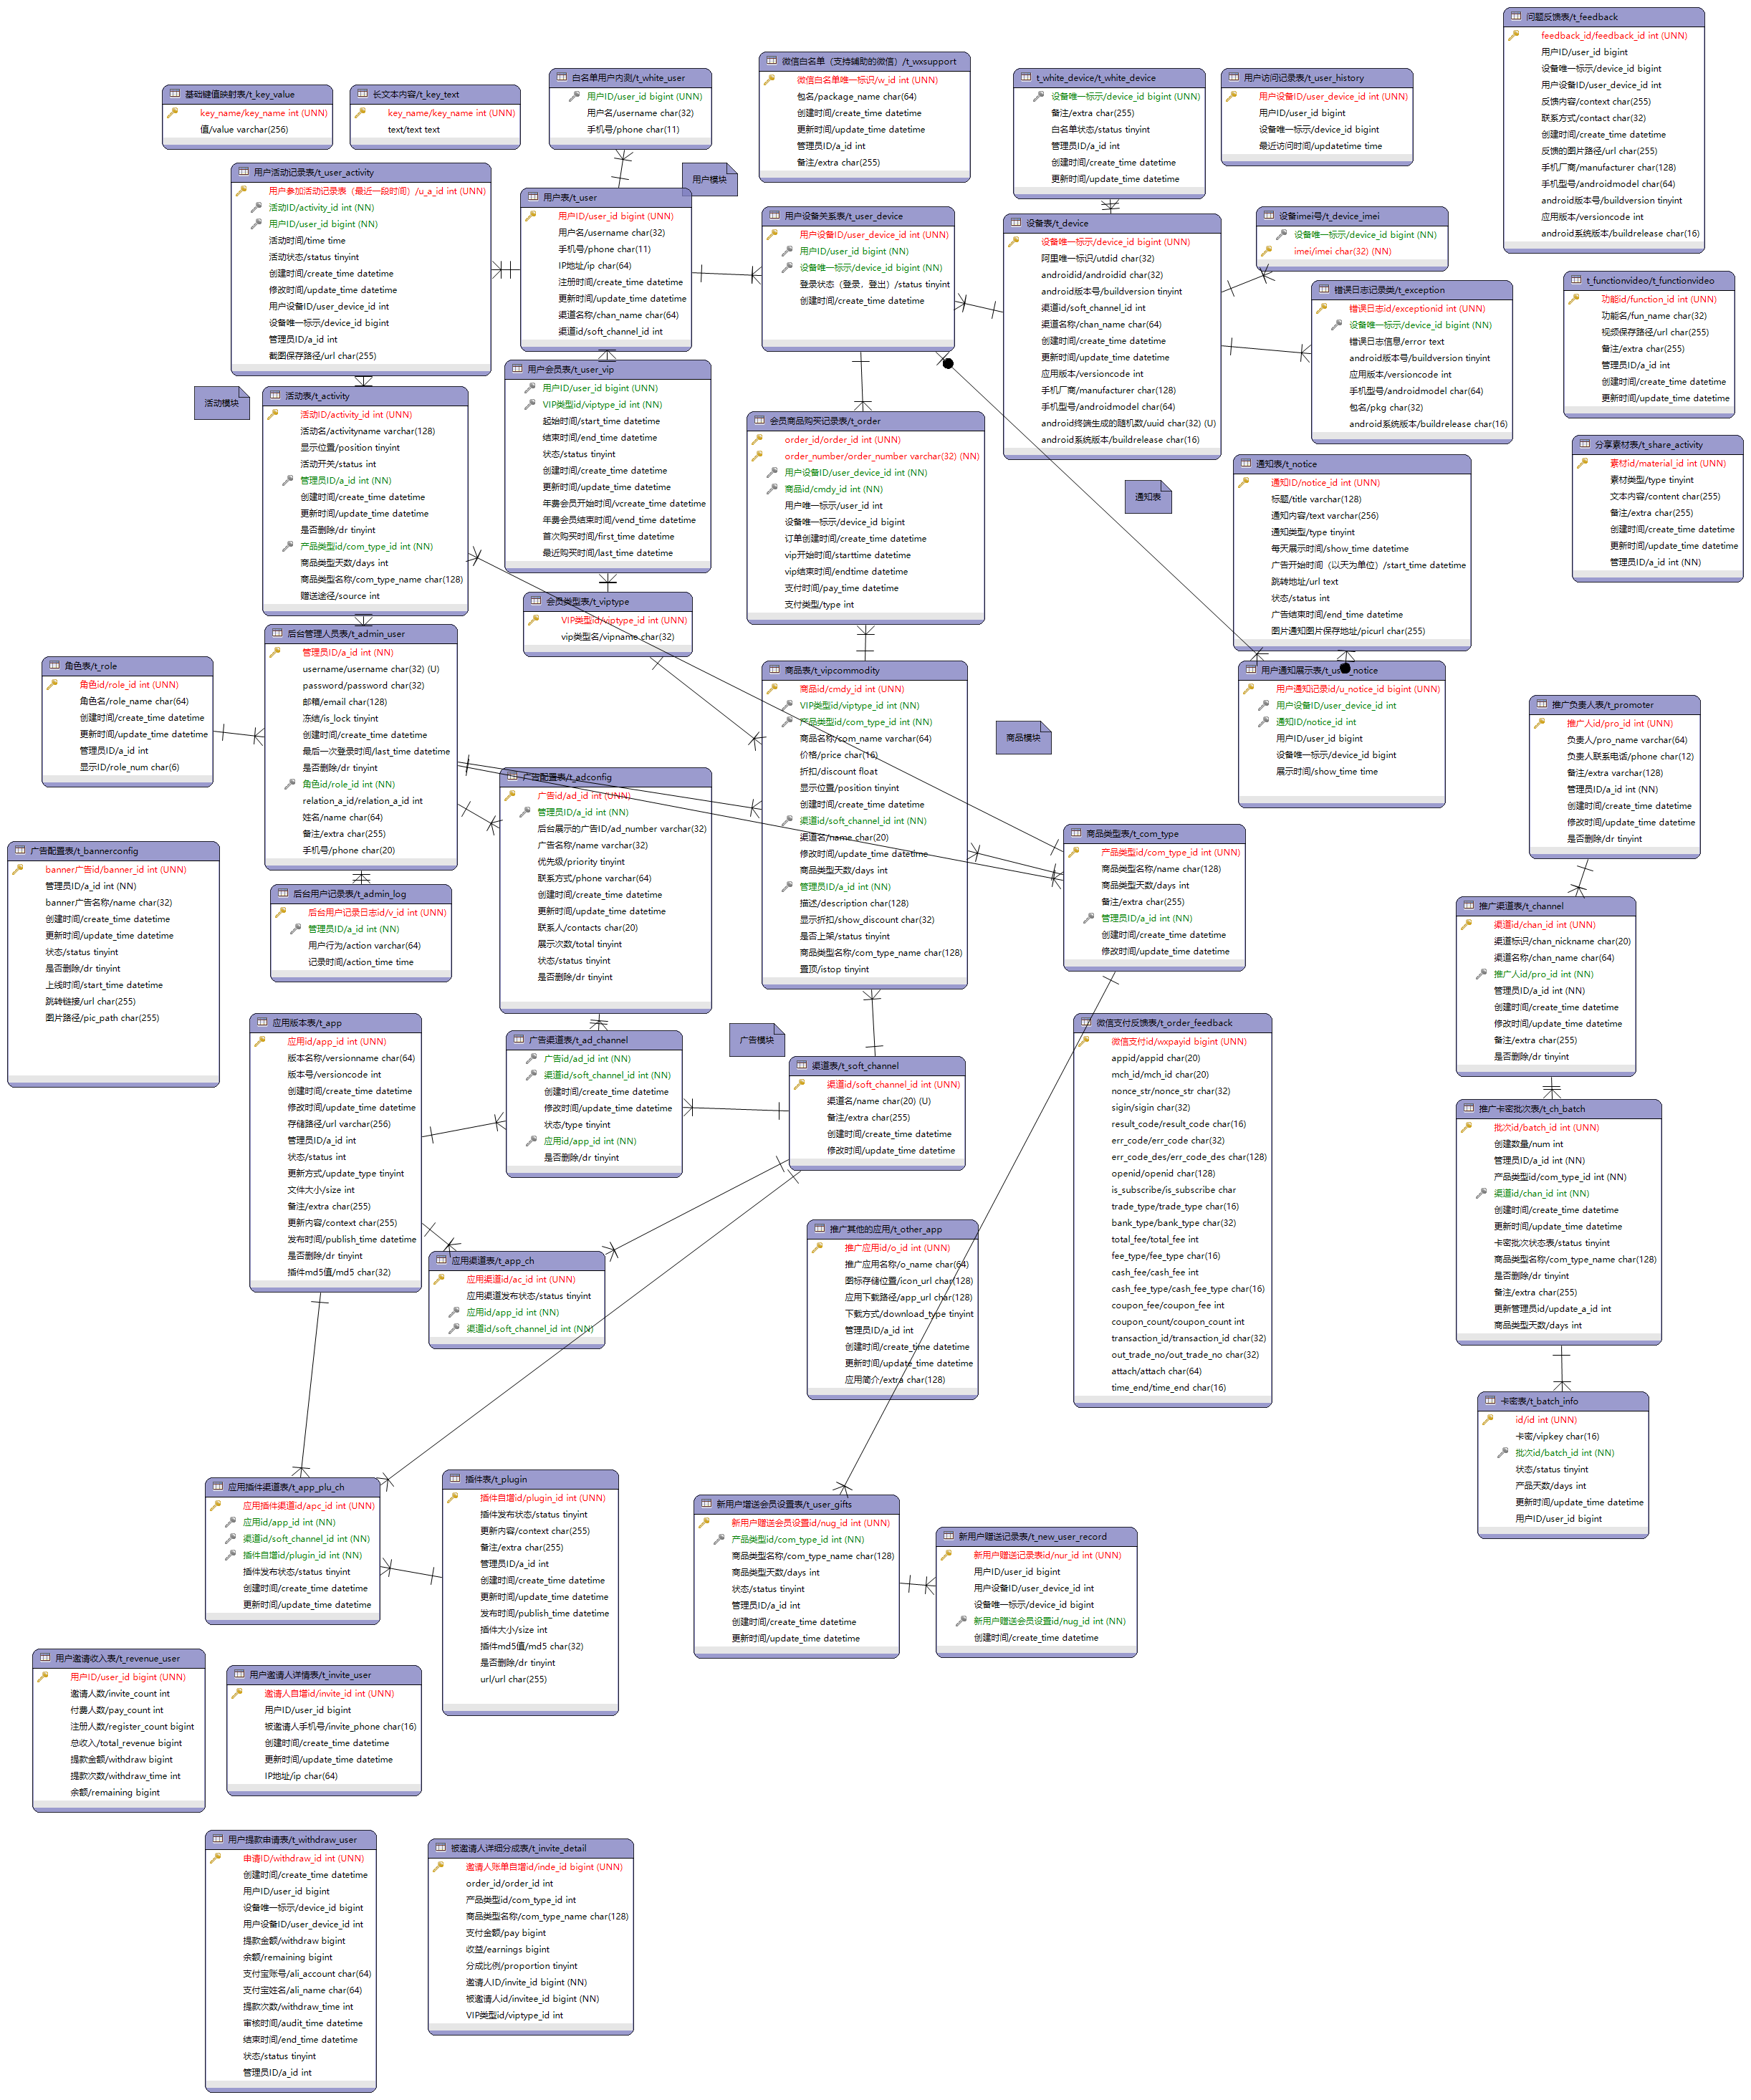 问题反馈表/t_feedback
feedback_id/feedback_id int (UNN)
用户ID/user_id bigint
设备唯一标示/device_id bigint
用户设备ID/user_device_id int
反馈内容/context char(255)
联系方式/contact char(32)
创建时间/create_time datetime
反馈的图片路径/url char(255)
手机厂商/manufacturer char(128)
手机型号/androidmodel char(64)
android版本号/buildversion tinyint
应用版本/versioncode int
android系统版本/buildrelease char(16)
微信白名单（支持辅助的微信）/t_wxsupport
微信白名单唯一标识/w_id int (UNN)
包名/package_name char(64)
创建时间/create_time datetime
更新时间/update_time datetime
管理员ID/a_id int
备注/extra char(255)
白名单用户内测/t_white_user
用户ID/user_id bigint (UNN)
用户名/username char(32)
手机号/phone char(11)
t_white_device/t_white_device
设备唯一标示/device_id bigint (UNN)
备注/extra char(255)
白名单状态/status tinyint
管理员ID/a_id int
创建时间/create_time datetime
更新时间/update_time datetime
用户访问记录表/t_user_history
用户设备ID/user_device_id int (UNN)
用户ID/user_id bigint
设备唯一标示/device_id bigint
最近访问时间/updatetime time
基础键值映射表/t_key_value
key_name/key_name int (UNN)
值/value varchar(256)
长文本内容/t_key_text
key_name/key_name int (UNN)
text/text text
用户模块
用户活动记录表/t_user_activity
用户参加活动记录表（最近一段时间）/u_a_id int (UNN)
活动ID/activity_id int (NN)
用户ID/user_id bigint (NN)
活动时间/time time
活动状态/status tinyint
创建时间/create_time datetime
修改时间/update_time datetime
用户设备ID/user_device_id int
设备唯一标示/device_id bigint
管理员ID/a_id int
截图保存路径/url char(255)
用户表/t_user
用户ID/user_id bigint (UNN)
用户名/username char(32)
手机号/phone char(11)
IP地址/ip char(64)
注册时间/create_time datetime
更新时间/update_time datetime
渠道名称/chan_name char(64)
渠道id/soft_channel_id int
用户设备关系表/t_user_device
用户设备ID/user_device_id int (UNN)
用户ID/user_id bigint (NN)
设备唯一标示/device_id bigint (NN)
登录状态（登录，登出）/status tinyint
创建时间/create_time datetime
设备表/t_device
设备唯一标示/device_id bigint (UNN)
阿里唯一标识/utdid char(32)
androidid/androidid char(32)
android版本号/buildversion tinyint
渠道id/soft_channel_id int
渠道名称/chan_name char(64)
创建时间/create_time datetime
更新时间/update_time datetime
应用版本/versioncode int
手机厂商/manufacturer char(128)
手机型号/androidmodel char(64)
android终端生成的随机数/uuid char(32) (U)
android系统版本/buildrelease char(16)
设备imei号/t_device_imei
设备唯一标示/device_id bigint (NN)
imei/imei char(32) (NN)
错误日志记录类/t_exception
错误日志id/exceptionid int (UNN)
设备唯一标示/device_id bigint (NN)
错误日志信息/error text
android版本号/buildversion tinyint
应用版本/versioncode int
手机型号/androidmodel char(64)
包名/pkg char(32)
android系统版本/buildrelease char(16)
t_functionvideo/t_functionvideo
功能id/function_id int (UNN)
功能名/fun_name char(32)
视频保存路径/url char(255)
备注/extra char(255)
管理员ID/a_id int
创建时间/create_time datetime
更新时间/update_time datetime
活动模块
活动表/t_activity
活动ID/activity_id int (UNN)
活动名/activityname varchar(128)
显示位置/position tinyint
活动开关/status int
管理员ID/a_id int (NN)
创建时间/create_time datetime
更新时间/update_time datetime
是否删除/dr tinyint
产品类型id/com_type_id int (NN)
商品类型天数/days int
商品类型名称/com_type_name char(128)
赠送途径/source int
用户会员表/t_user_vip
用户ID/user_id bigint (UNN)
VIP类型id/viptype_id int (NN)
起始时间/start_time datetime
结束时间/end_time datetime
状态/status tinyint
创建时间/create_time datetime
更新时间/update_time datetime
年费会员开始时间/vcreate_time datetime
年费会员结束时间/vend_time datetime
首次购买时间/first_time datetime
最近购买时间/last_time datetime
会员商品购买记录表/t_order
order_id/order_id int (UNN)
order_number/order_number varchar(32) (NN)
用户设备ID/user_device_id int (NN)
商品id/cmdy_id int (NN)
用户唯一标示/user_id int
设备唯一标示/device_id bigint
订单创建时间/create_time datetime
vip开始时间/starttime datetime
vip结束时间/endtime datetime
支付时间/pay_time datetime
支付类型/type int
通知表
通知表/t_notice
通知ID/notice_id int (UNN)
标题/title varchar(128)
通知内容/text varchar(256)
通知类型/type tinyint
每天展示时间/show_time datetime
广告开始时间（以天为单位）/start_time datetime
跳转地址/url text
状态/status int
广告结束时间/end_time datetime
图片通知图片保存地址/picurl char(255)
分享素材表/t_share_activity
素材id/material_id int (UNN)
素材类型/type tinyint
文本内容/content char(255)
备注/extra char(255)
创建时间/create_time datetime
更新时间/update_time datetime
管理员ID/a_id int (NN)
会员类型表/t_viptype
VIP类型id/viptype_id int (UNN)
vip类型名/vipname char(32)
角色表/t_role
角色id/role_id int (UNN)
角色名/role_name char(64)
创建时间/create_time datetime
更新时间/update_time datetime
管理员ID/a_id int
显示ID/role_num char(6)
后台管理人员表/t_admin_user
管理员ID/a_id int (NN)
username/username char(32) (U)
password/password char(32)
邮箱/email char(128)
冻结/is_lock tinyint
创建时间/create_time datetime
最后一次登录时间/last_time datetime
是否删除/dr tinyint
角色id/role_id int (NN)
relation_a_id/relation_a_id int
姓名/name char(64)
备注/extra char(255)
手机号/phone char(20)
商品表/t_vipcommodity
商品id/cmdy_id int (UNN)
VIP类型id/viptype_id int (NN)
产品类型id/com_type_id int (NN)
商品名称/com_name varchar(64)
价格/price char(16)
折扣/discount float
显示位置/position tinyint
创建时间/create_time datetime
渠道id/soft_channel_id int (NN)
渠道名/name char(20)
修改时间/update_time datetime
商品类型天数/days int
管理员ID/a_id int (NN)
描述/description char(128)
显示折扣/show_discount char(32)
是否上架/status tinyint
商品类型名称/com_type_name char(128)
置顶/istop tinyint
商品模块
用户通知展示表/t_user_notice
用户通知记录id/u_notice_id bigint (UNN)
用户设备ID/user_device_id int
通知ID/notice_id int
用户ID/user_id bigint
设备唯一标示/device_id bigint
展示时间/show_time time
推广负责人表/t_promoter
推广人id/pro_id int (UNN)
负责人/pro_name varchar(64)
负责人联系电话/phone char(12)
备注/extra varchar(128)
管理员ID/a_id int (NN)
创建时间/create_time datetime
修改时间/update_time datetime
是否删除/dr tinyint
广告配置表/t_adconfig
广告id/ad_id int (UNN)
管理员ID/a_id int (NN)
后台展示的广告ID/ad_number varchar(32)
广告名称/name varchar(32)
优先级/priority tinyint
联系方式/phone varchar(64)
创建时间/create_time datetime
更新时间/update_time datetime
联系人/contacts char(20)
展示次数/total tinyint
状态/status tinyint
是否删除/dr tinyint
商品类型表/t_com_type
产品类型id/com_type_id int (UNN)
商品类型名称/name char(128)
商品类型天数/days int
备注/extra char(255)
管理员ID/a_id int (NN)
创建时间/create_time datetime
修改时间/update_time datetime
广告配置表/t_bannerconfig
banner广告id/banner_id int (UNN)
管理员ID/a_id int (NN)
banner广告名称/name char(32)
创建时间/create_time datetime
更新时间/update_time datetime
状态/status tinyint
是否删除/dr tinyint
上线时间/start_time datetime
跳转链接/url char(255)
图片路径/pic_path char(255)
后台用户记录表/t_admin_log
后台用户记录日志id/v_id int (UNN)
管理员ID/a_id int (NN)
用户行为/action varchar(64)
记录时间/action_time time
推广渠道表/t_channel
渠道id/chan_id int (UNN)
渠道标识/chan_nickname char(20)
渠道名称/chan_name char(64)
推广人id/pro_id int (NN)
管理员ID/a_id int (NN)
创建时间/create_time datetime
修改时间/update_time datetime
备注/extra char(255)
是否删除/dr tinyint
应用版本表/t_app
应用id/app_id int (UNN)
版本名称/versionname char(64)
版本号/versioncode int
创建时间/create_time datetime
修改时间/update_time datetime
存储路径/url varchar(256)
管理员ID/a_id int
状态/status int
更新方式/update_type tinyint
文件大小/size int
备注/extra char(255)
更新内容/context char(255)
发布时间/publish_time datetime
是否删除/dr tinyint
插件md5值/md5 char(32)
广告渠道表/t_ad_channel
广告id/ad_id int (NN)
渠道id/soft_channel_id int (NN)
创建时间/create_time datetime
修改时间/update_time datetime
状态/type tinyint
应用id/app_id int (NN)
是否删除/dr tinyint
广告模块
渠道表/t_soft_channel
渠道id/soft_channel_id int (UNN)
渠道名/name char(20) (U)
备注/extra char(255)
创建时间/create_time datetime
修改时间/update_time datetime
微信支付反馈表/t_order_feedback
微信支付id/wxpayid bigint (UNN)
appid/appid char(20)
mch_id/mch_id char(20)
nonce_str/nonce_str char(32)
sigin/sigin char(32)
result_code/result_code char(16)
err_code/err_code char(32)
err_code_des/err_code_des char(128)
openid/openid char(128)
is_subscribe/is_subscribe char
trade_type/trade_type char(16)
bank_type/bank_type char(32)
total_fee/total_fee int
fee_type/fee_type char(16)
cash_fee/cash_fee int
cash_fee_type/cash_fee_type char(16)
coupon_fee/coupon_fee int
coupon_count/coupon_count int
transaction_id/transaction_id char(32)
out_trade_no/out_trade_no char(32)
attach/attach char(64)
time_end/time_end char(16)
推广卡密批次表/t_ch_batch
批次id/batch_id int (UNN)
创建数量/num int
管理员ID/a_id int (NN)
产品类型id/com_type_id int (NN)
渠道id/chan_id int (NN)
创建时间/create_time datetime
更新时间/update_time datetime
卡密批次状态表/status tinyint
商品类型名称/com_type_name char(128)
是否删除/dr tinyint
备注/extra char(255)
更新管理员id/update_a_id int
商品类型天数/days int
应用渠道表/t_app_ch
应用渠道id/ac_id int (UNN)
应用渠道发布状态/status tinyint
应用id/app_id int (NN)
渠道id/soft_channel_id int (NN)
推广其他的应用/t_other_app
推广应用id/o_id int (UNN)
推广应用名称/o_name char(64)
图标存储位置/icon_url char(128)
应用下载路径/app_url char(128)
下载方式/download_type tinyint
管理员ID/a_id int
创建时间/create_time datetime
更新时间/update_time datetime
应用简介/extra char(128)
卡密表/t_batch_info
id/id int (UNN)
卡密/vipkey char(16)
批次id/batch_id int (NN)
状态/status tinyint
产品天数/days int
更新时间/update_time datetime
用户ID/user_id bigint
应用插件渠道表/t_app_plu_ch
应用插件渠道id/apc_id int (UNN)
应用id/app_id int (NN)
渠道id/soft_channel_id int (NN)
插件自增id/plugin_id int (NN)
插件发布状态/status tinyint
创建时间/create_time datetime
更新时间/update_time datetime
插件表/t_plugin
插件自增id/plugin_id int (UNN)
插件发布状态/status tinyint
更新内容/context char(255)
备注/extra char(255)
管理员ID/a_id int
创建时间/create_time datetime
更新时间/update_time datetime
发布时间/publish_time datetime
插件大小/size int
插件md5值/md5 char(32)
是否删除/dr tinyint
url/url char(255)
新用户增送会员设置表/t_user_gifts
新用户赠送会员设置id/nug_id int (UNN)
产品类型id/com_type_id int (NN)
商品类型名称/com_type_name char(128)
商品类型天数/days int
状态/status tinyint
管理员ID/a_id int
创建时间/create_time datetime
更新时间/update_time datetime
新用户赠送记录表/t_new_user_record
新用户赠送记录表id/nur_id int (UNN)
用户ID/user_id bigint
用户设备ID/user_device_id int
设备唯一标示/device_id bigint
新用户赠送会员设置id/nug_id int (NN)
创建时间/create_time datetime
用户邀请收入表/t_revenue_user
用户ID/user_id bigint (UNN)
邀请人数/invite_count int
付费人数/pay_count int
注册人数/register_count bigint
总收入/total_revenue bigint
提款金额/withdraw bigint
提款次数/withdraw_time int
余额/remaining bigint
用户邀请人详情表/t_invite_user
邀请人自增id/invite_id int (UNN)
用户ID/user_id bigint
被邀请人手机号/invite_phone char(16)
创建时间/create_time datetime
更新时间/update_time datetime
IP地址/ip char(64)
用户提款申请表/t_withdraw_user
申请ID/withdraw_id int (UNN)
创建时间/create_time datetime
用户ID/user_id bigint
设备唯一标示/device_id bigint
用户设备ID/user_device_id int
提款金额/withdraw bigint
余额/remaining bigint
支付宝账号/ali_account char(64)
支付宝姓名/ali_name char(64)
提款次数/withdraw_time int
审核时间/audit_time datetime
结束时间/end_time datetime
状态/status tinyint
管理员ID/a_id int
被邀请人详细分成表/t_invite_detail
邀请人账单自增id/inde_id bigint (UNN)
order_id/order_id int
产品类型id/com_type_id int
商品类型名称/com_type_name char(128)
支付金额/pay bigint
收益/earnings bigint
分成比例/proportion tinyint
邀请人ID/invite_id bigint (NN)
被邀请人id/invitee_id bigint (NN)
VIP类型id/viptype_id int